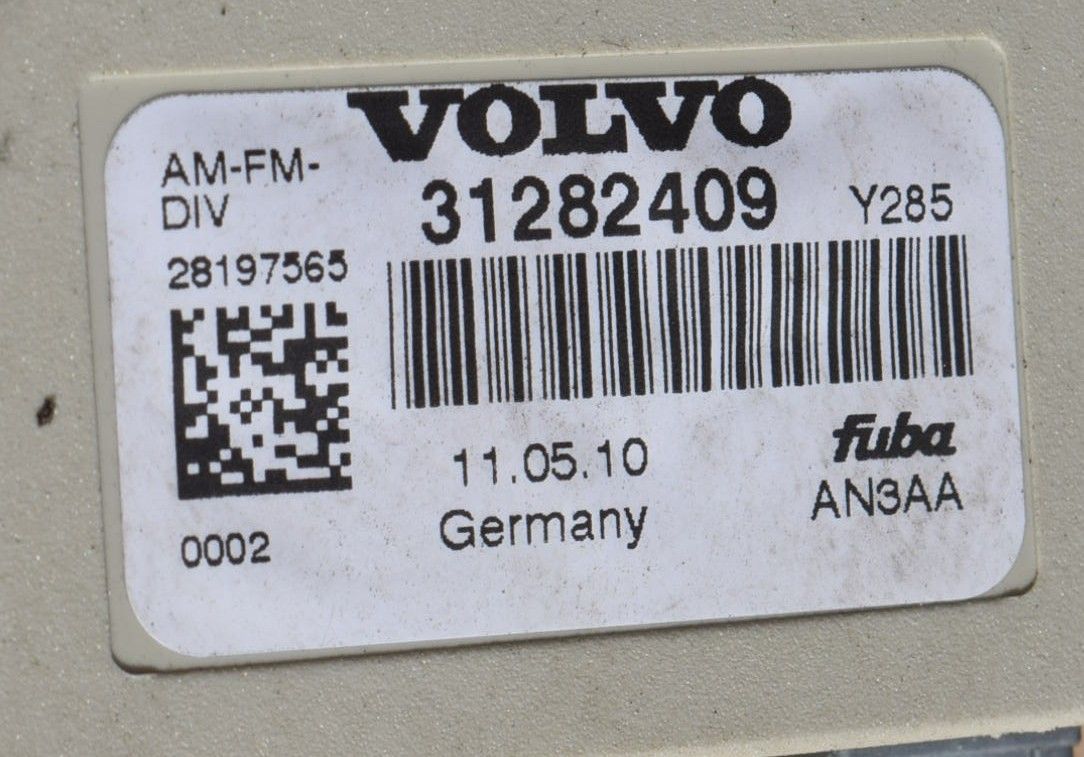 VOLVO
AM-FM-
DIV
31282409
Y285
28197565
11.05.10
fuba
Germany
AN3AA
0002